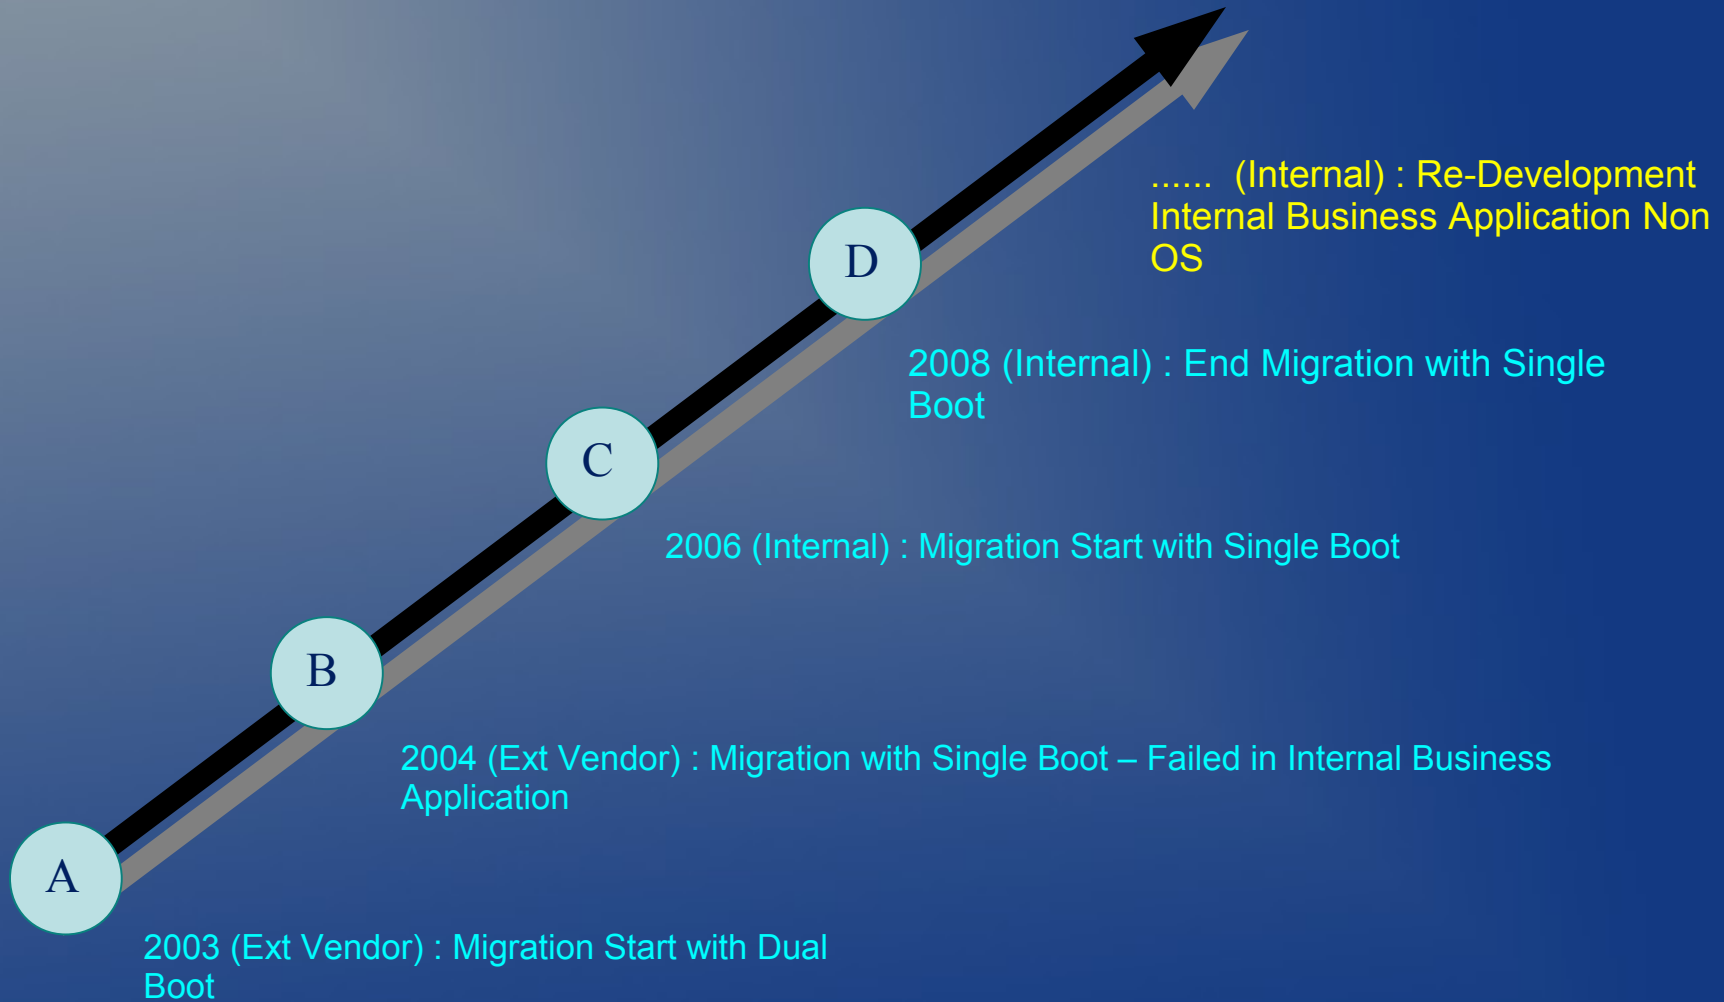 ...... (Internal) : Re-Development
Internal Business Application Non
OS
D
2008 (Internal) : End Migration with Single
Boot
C
2006 (Internal) : Migration Start with Single Boot
B
2004 (Ext Vendor) : Migration with Single Boot – Failed in Internal Business
Application
A
2003 (Ext Vendor) : Migration Start with Dual
Boot